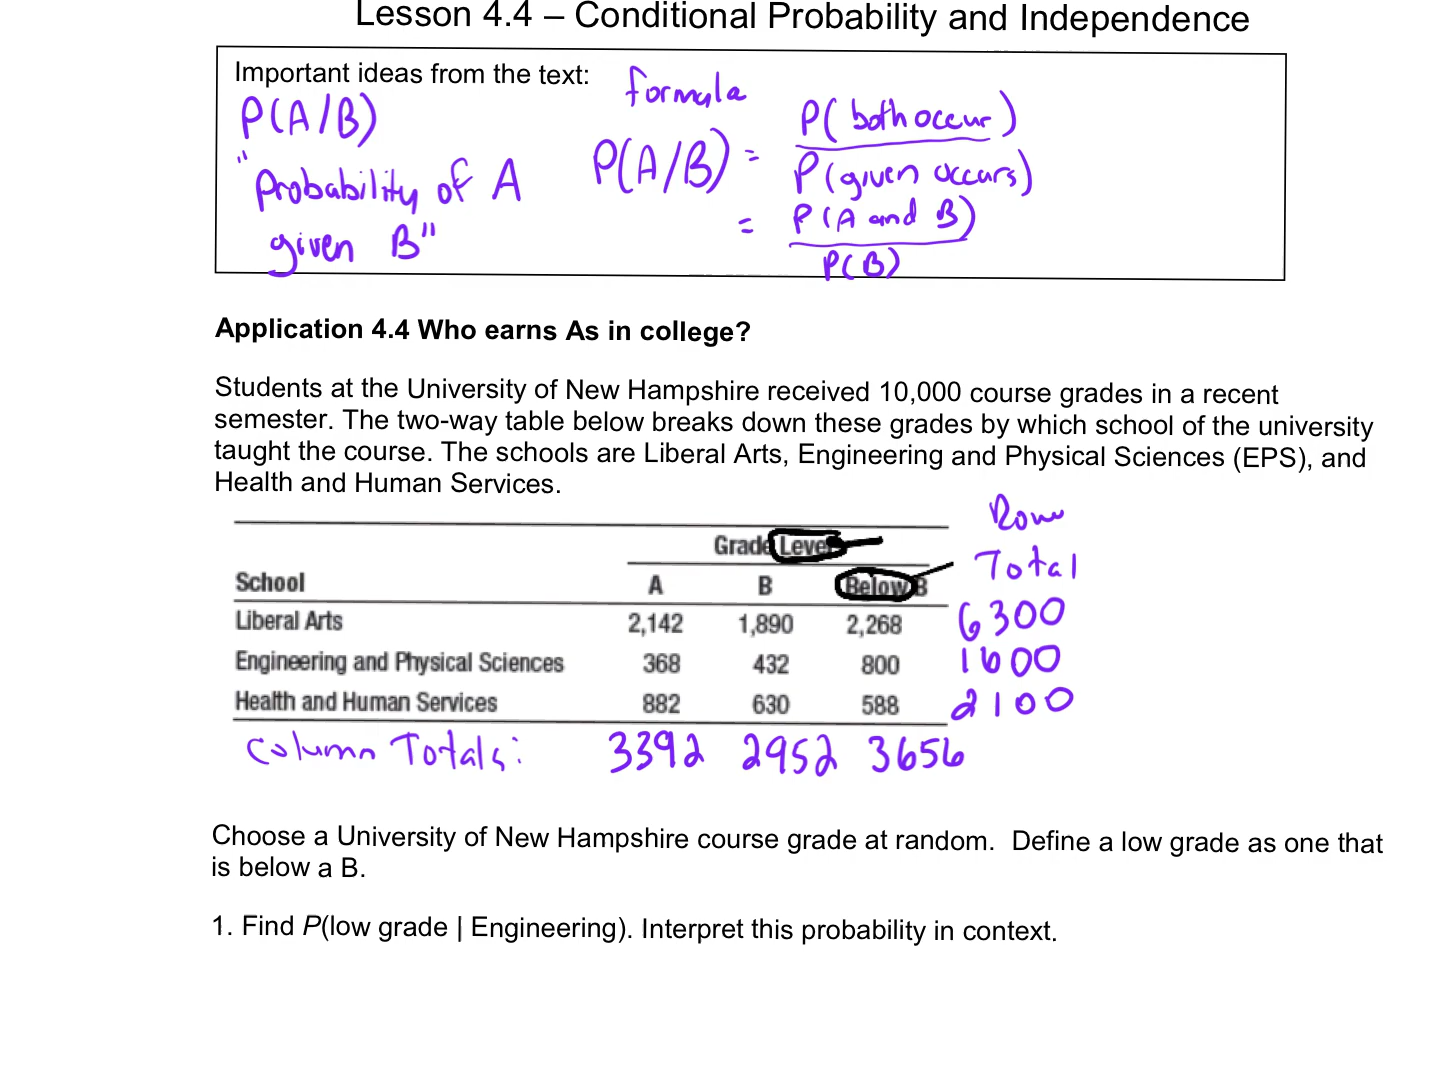 Lesson 4.4 – Conditional Probability and Independence
Important ideas from the text:
formula
P(A/B)
"Probability of A
given B"
P(A/B) = P(both occur)
P(given occurs)
= P(A and B)
P(B)
Application 4.4 Who earns As in college?
Students at the University of New Hampshire received 10,000 course grades in a recent
semester. The two-way table below breaks down these grades by which school of the university
taught the course. The schools are Liberal Arts, Engineering and Physical Sciences (EPS), and
Health and Human Services.
Row
Total
Grade Level
School A B Below B
Liberal Arts 2,142 1,890 2,268 6300
Engineering and Physical Sciences 368 432 800 1600
Health and Human Services 882 630 588 2100
Column Totals: 3392 2952 3656
Choose a University of New Hampshire course grade at random. Define a low grade as one that
is below a B.
1. Find P(low grade | Engineering). Interpret this probability in context.